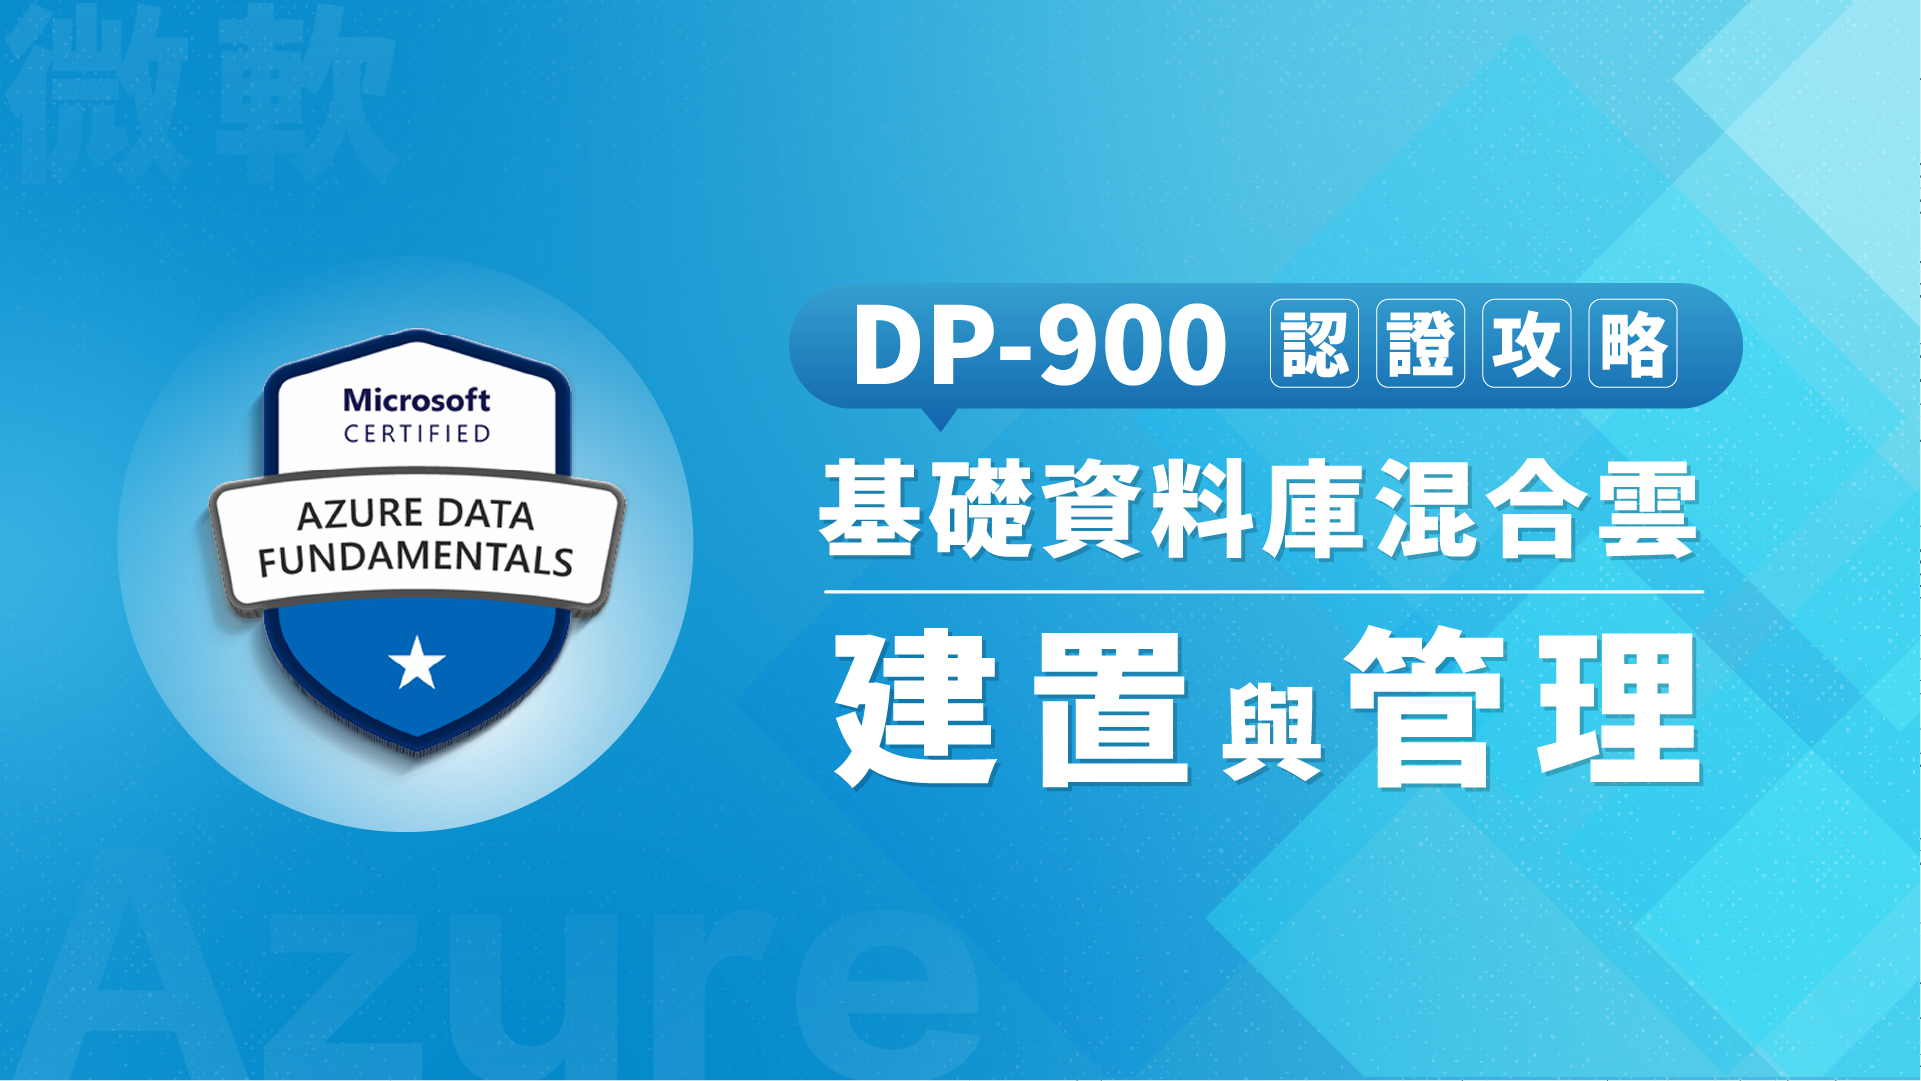 微軟
Microsoft
CERTIFIED
AZURE DATA
FUNDAMENTALS
DP-900 認證攻略
基礎資料庫混合雲
建置與管理
Azure